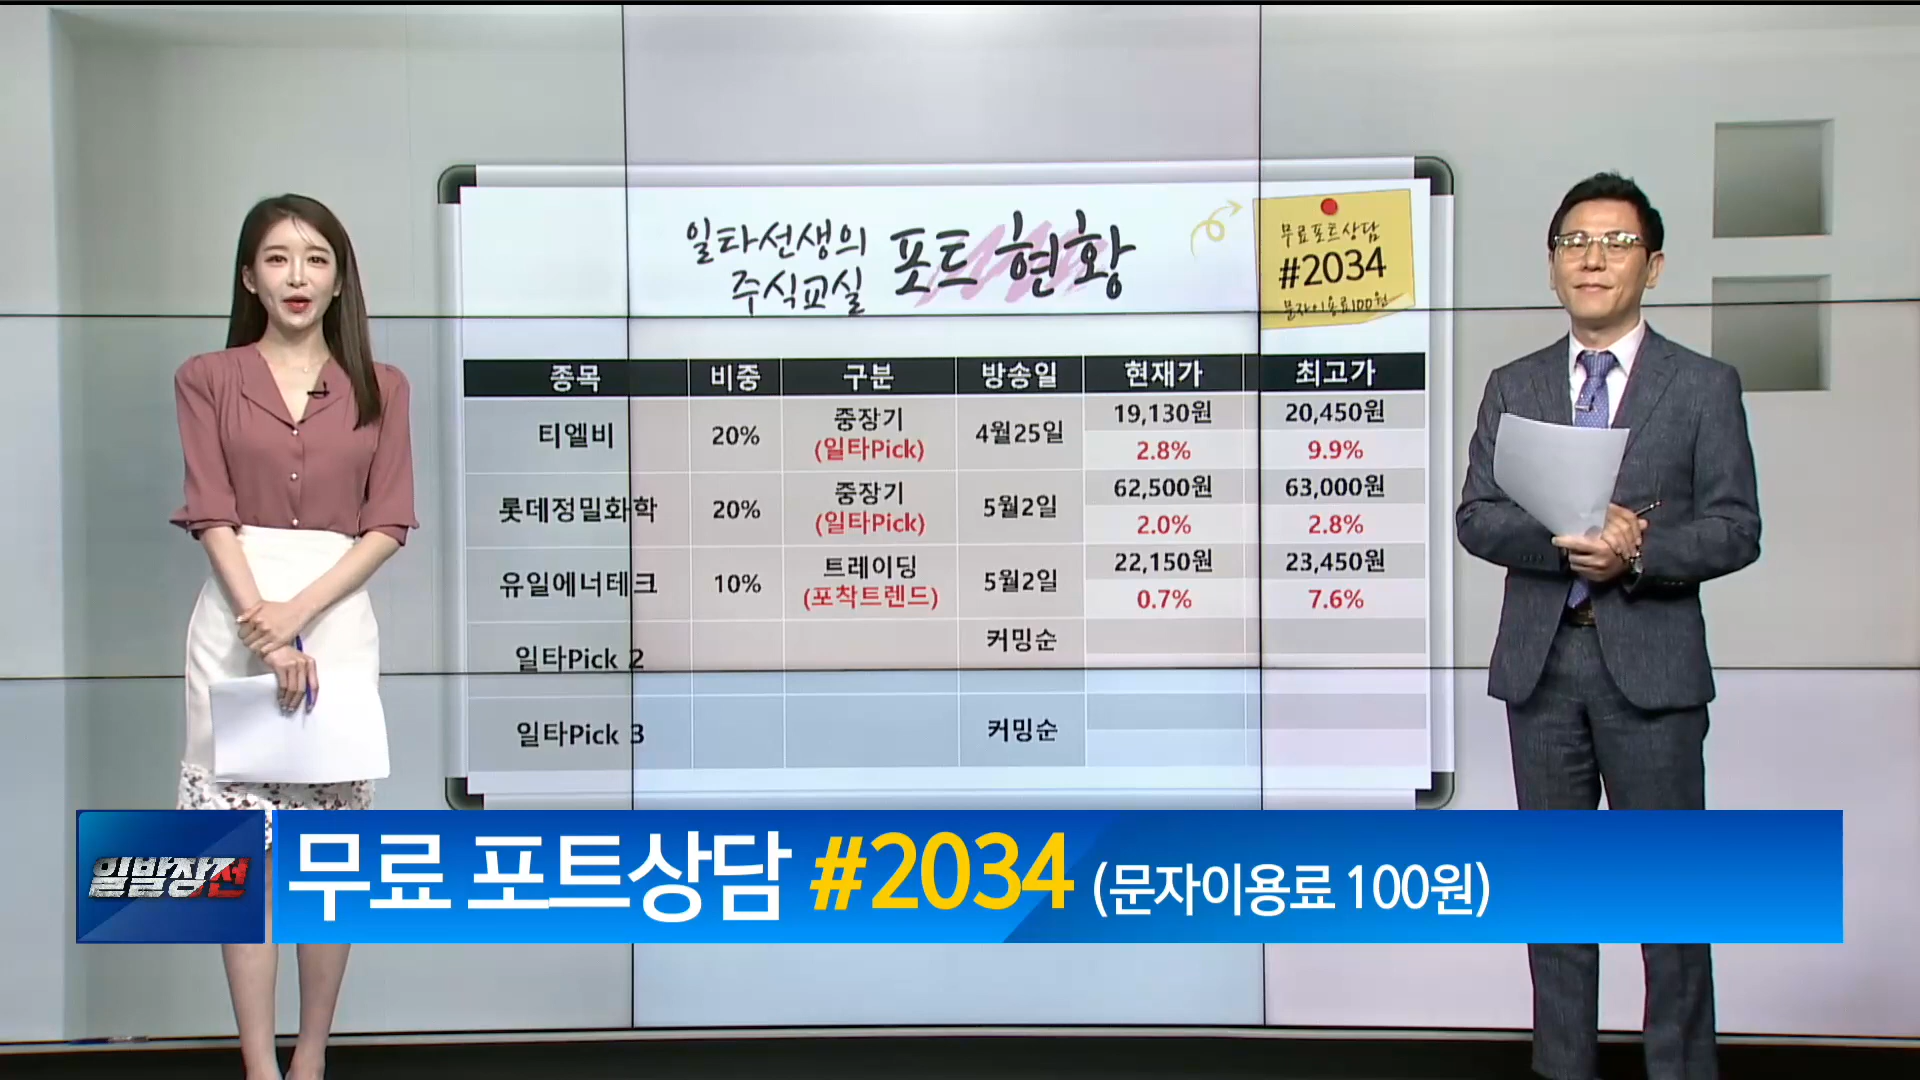 일타선생의
주식교실
포트 현황
무료포트상담
#2034
문자이용료100원
종목 비중 구분 방송일 현재가 최고가
티엘비 20% 중장기 (일타Pick) 4월25일 19,130원 2.8% 20,450원 9.9%
롯데정밀화학 20% 중장기 (일타Pick) 5월2일 62,500원 2.0% 63,000원 2.8%
유일에너테크 10% 트레이딩 (포착트렌드) 5월2일 22,150원 0.7% 23,450원 7.6%
일타Pick 2 커밍순
일타Pick 3 커밍순
일발장전
무료 포트상담 #2034 (문자이용료 100원)